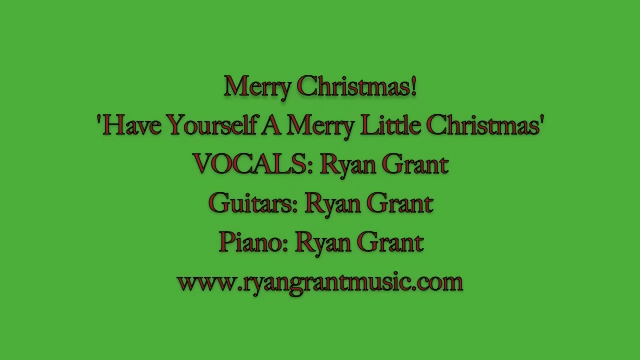 Merry Christmas!
'Have Yourself A Merry Little Christmas'
VOCALS: Ryan Grant
Guitars: Ryan Grant
Piano: Ryan Grant
www.ryangrantmusic.com